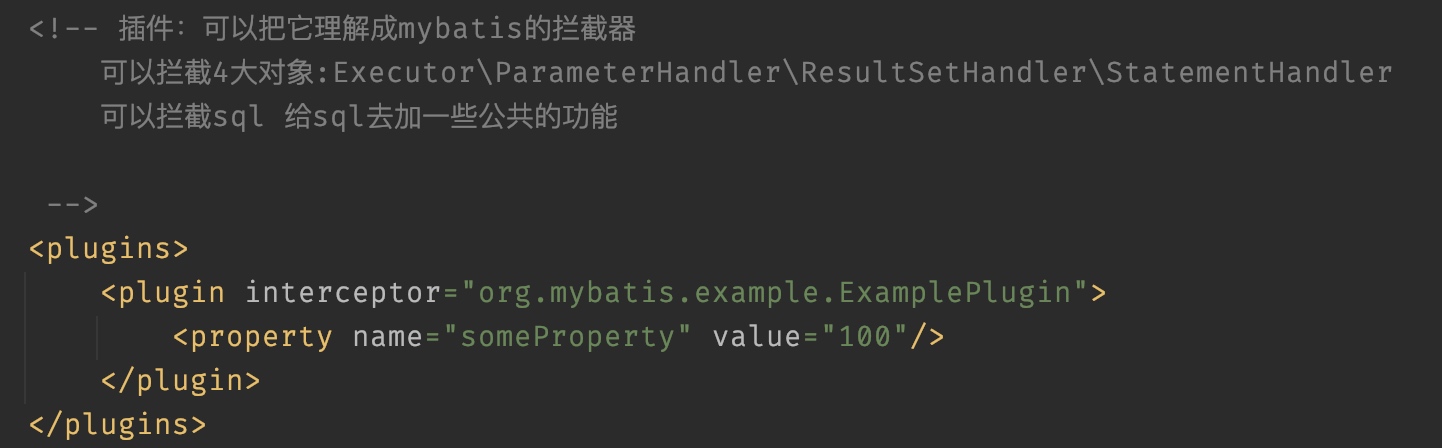 <!-- 插件：可以把它理解成mybatis的拦截器
可以拦截4大对象:Executor\ParameterHandler\ResultSetHandler\StatementHandler
可以拦截sql 给sql去加一些公共的功能
-->
<plugins>
<plugin interceptor="org.mybatis.example.ExamplePlugin">
<property name="someProperty" value="100"/>
</plugin>
</plugins>